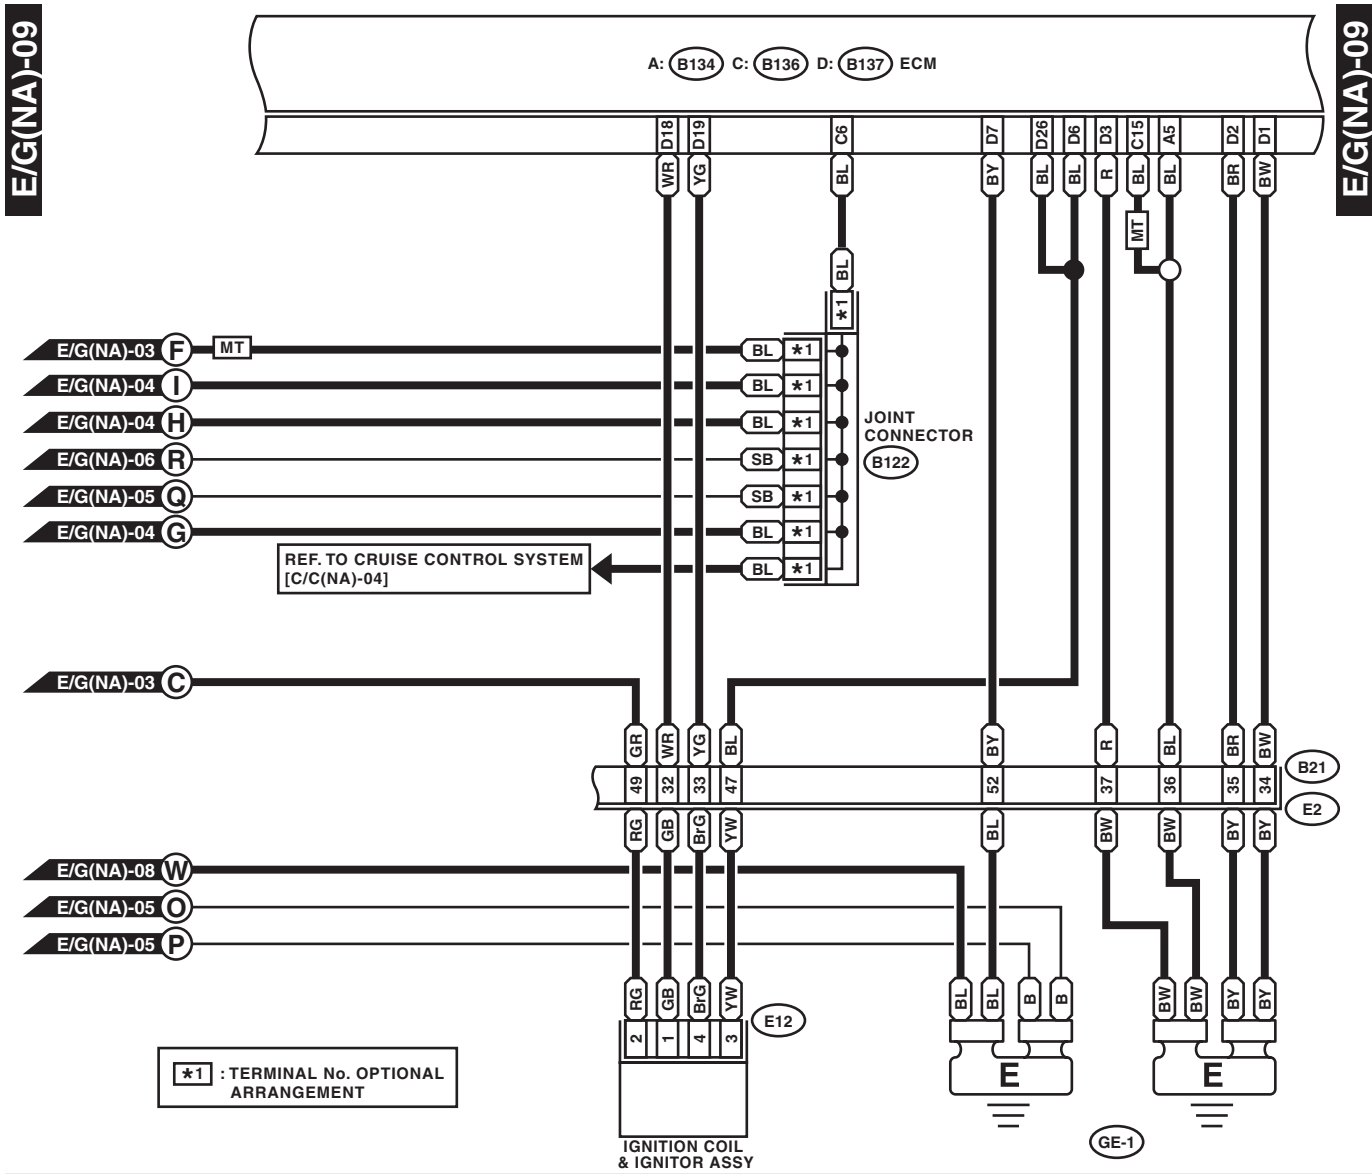 E/G(NA)-09
E/G(NA)-09
A: B134 C: B136 D: B137 ECM
D18 D19 C6 D7 D26 D6 D3 C15 A5 D2 D1
WR YG BL BY BL BL R BL BL BR BW
MT
BL
*1
E/G(NA)-03 F MT BL *1
E/G(NA)-04 I BL *1
E/G(NA)-04 H BL *1
E/G(NA)-06 R SB *1
E/G(NA)-05 Q SB *1
E/G(NA)-04 G BL *1
JOINT
CONNECTOR
B122
REF. TO CRUISE CONTROL SYSTEM
[C/C(NA)-04]
BL *1
E/G(NA)-03 C
GR WR YG BL BY R BL BR BW
49 32 33 47 52 37 36 35 34
B21
E2
RG GB BrG YW BL BW BW BY BY
E/G(NA)-08 W
E/G(NA)-05 O
E/G(NA)-05 P
RG GB BrG YW BL BL B B BW BW BY BY
2 1 4 3
E12
E E
*1 : TERMINAL No. OPTIONAL
ARRANGEMENT
GE-1
IGNITION COIL
& IGNITOR ASSY